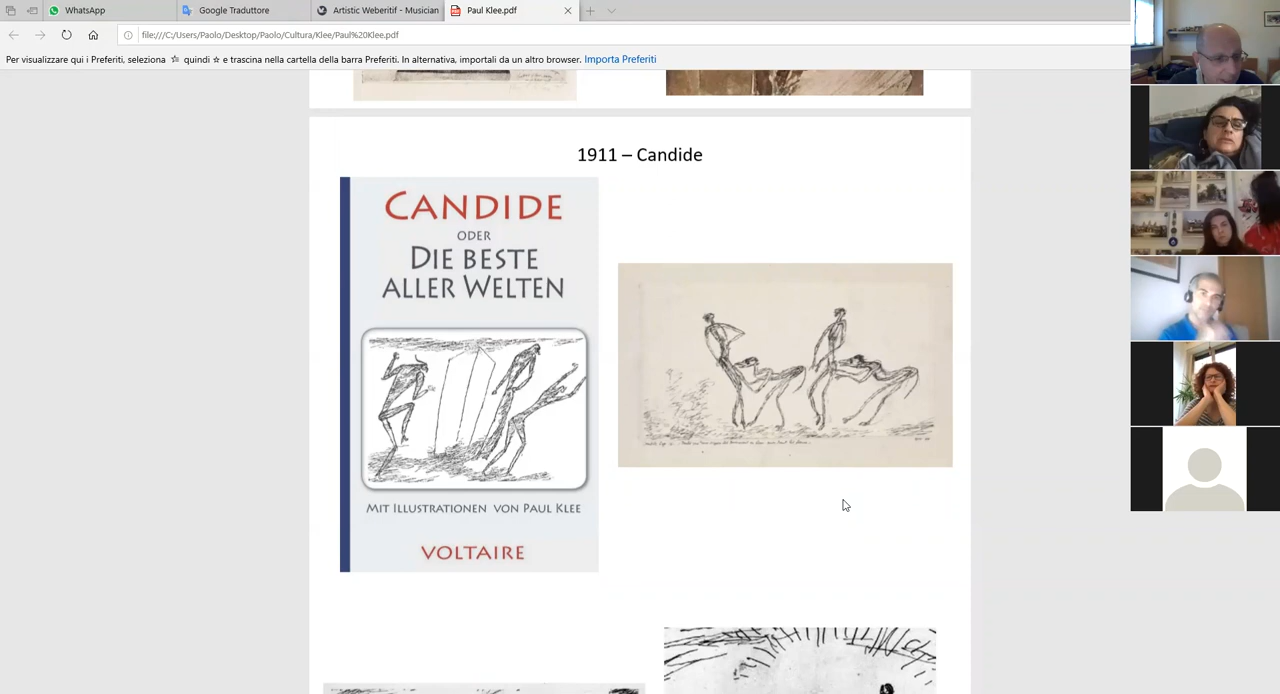 WhatsApp
Google Traduttore
Artistic Weberitif - Musician
Paul Klee.pdf
file:///C:/Users/Paolo/Desktop/Paolo/Cultura/Klee/Paul%20Klee.pdf
Per visualizzare qui i Preferiti, seleziona quindi e trascina nella cartella della barra Preferiti. In alternativa, importali da un altro browser. Importa Preferiti
1911 – Candide
CANDIDE
ODER
DIE BESTE
ALLER WELTEN
MIT ILLUSTRATIONEN VON PAUL KLEE
VOLTAIRE